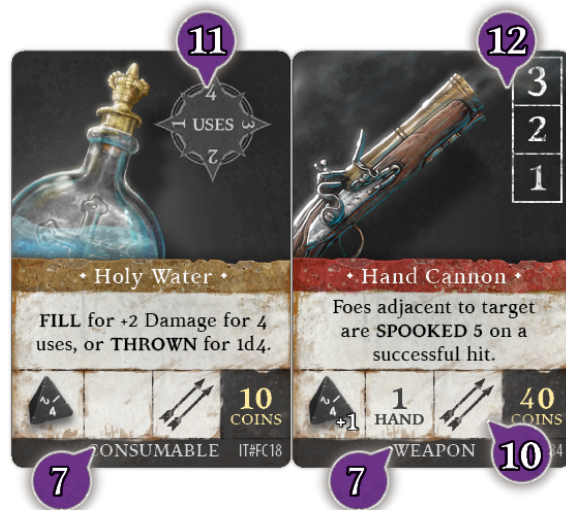 11
4
1 USES 3
2
Holy Water
FILL for +2 Damage for 4
uses, or THROWN for 1d4.
2 4
10
COINS
CONSUMABLE IT#FC18
7
12
3
2
1
Hand Cannon
Foes adjacent to target
are SPOOKED 5 on a
successful hit.
2 4
+1
1
HAND
40
COINS
WEAPON
7
10